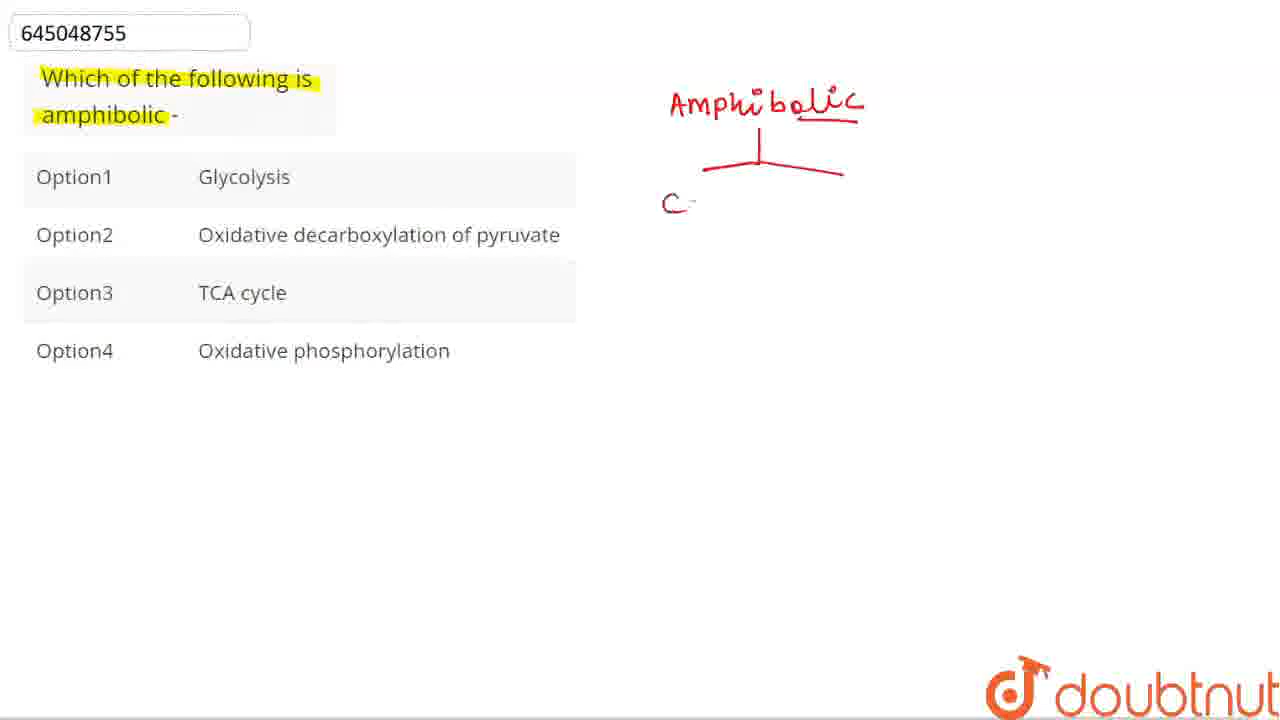 645048755
Which of the following is
amphibolic -
Option1 Glycolysis
Option2 Oxidative decarboxylation of pyruvate
Option3 TCA cycle
Option4 Oxidative phosphorylation
Amphibolic
C
doubtnut